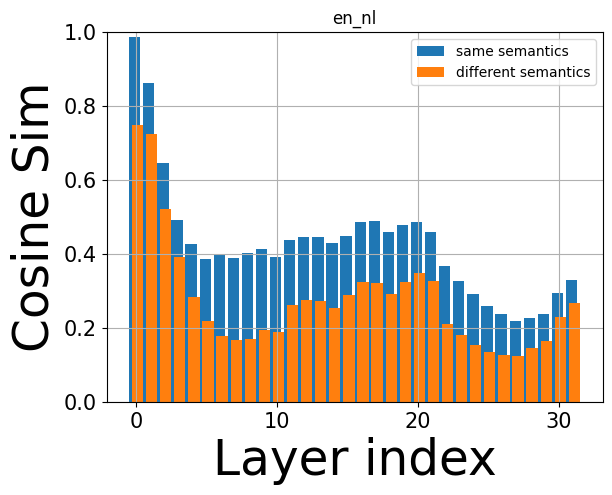 en_nl
same semantics
different semantics
Cosine Sim
1.0
0.8
0.6
0.4
0.2
0.0
0 10 20 30
Layer index